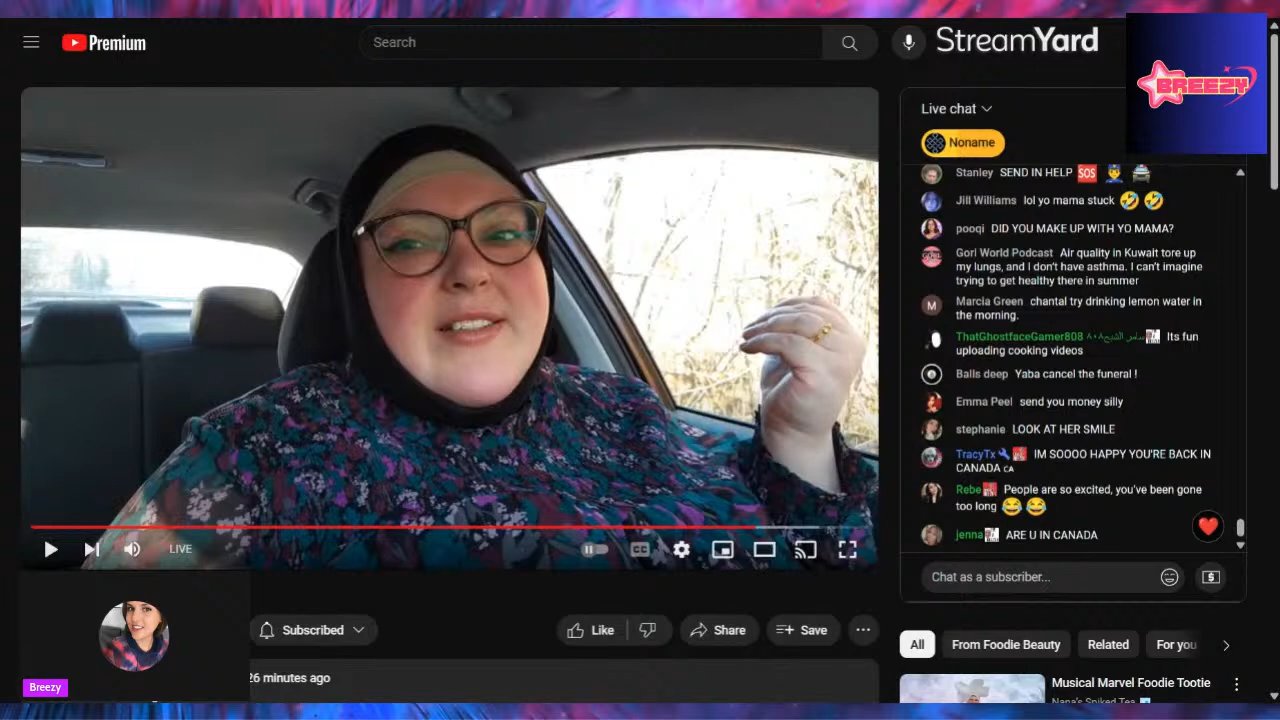 Premium
Search
StreamYard
BREEZY
Live chat
Noname
Stanley SEND IN HELP
Jill Williams lol yo mama stuck
pooqi DID YOU MAKE UP WITH YO MAMA?
Gorl World Podcast Air quality in Kuwait tore up
my lungs, and I don't have asthma. I can't imagine
trying to get healthy there in summer
M
Marcia Green chantal try drinking lemon water in
the morning.
ThatGhostfaceGamer808 Its fun
uploading cooking videos
Balls deep Yaba cancel the funeral !
Emma Peel send you money silly
stephanie LOOK AT HER SMILE
TracyTx IM SOOOO HAPPY YOU'RE BACK IN
CANADA CA
Rebe People are so excited, you've been gone
too long
jenna ARE U IN CANADA
LIVE
CC
Chat as a subscriber...
Subscribed
Like
Share
Save
26 minutes ago
Breezy
All
From Foodie Beauty
Related
For you
Musical Marvel Foodie Tootie
Nana's Spiked Tea